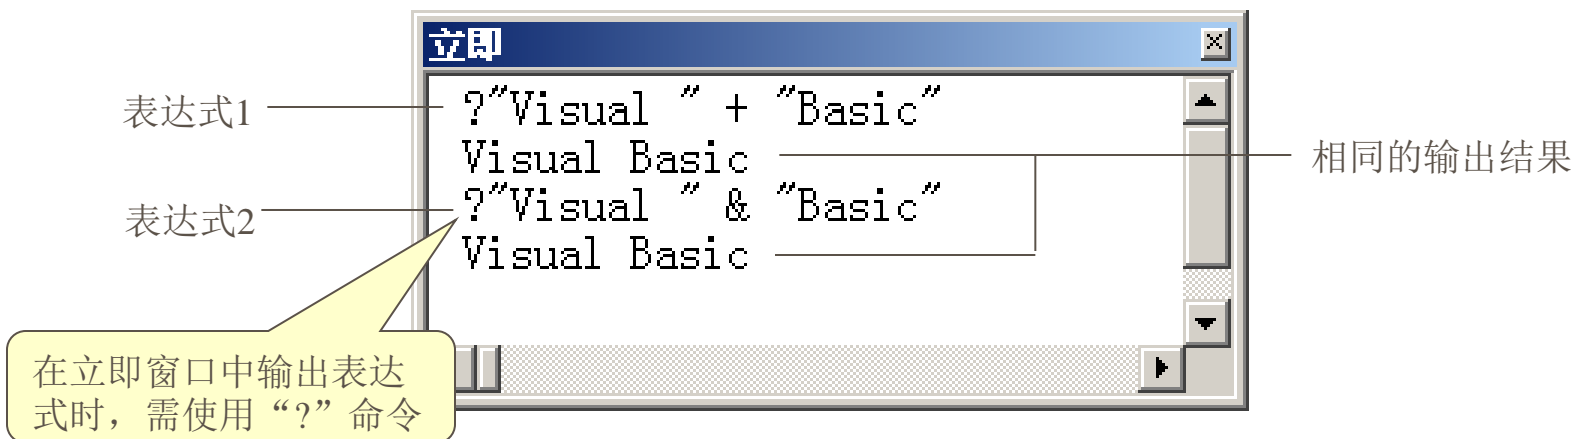 立即
表达式1
?"Visual " + "Basic"
Visual Basic
相同的输出结果
表达式2
?"Visual " & "Basic"
Visual Basic
在立即窗口中输出表达
式时，需使用“?”命令